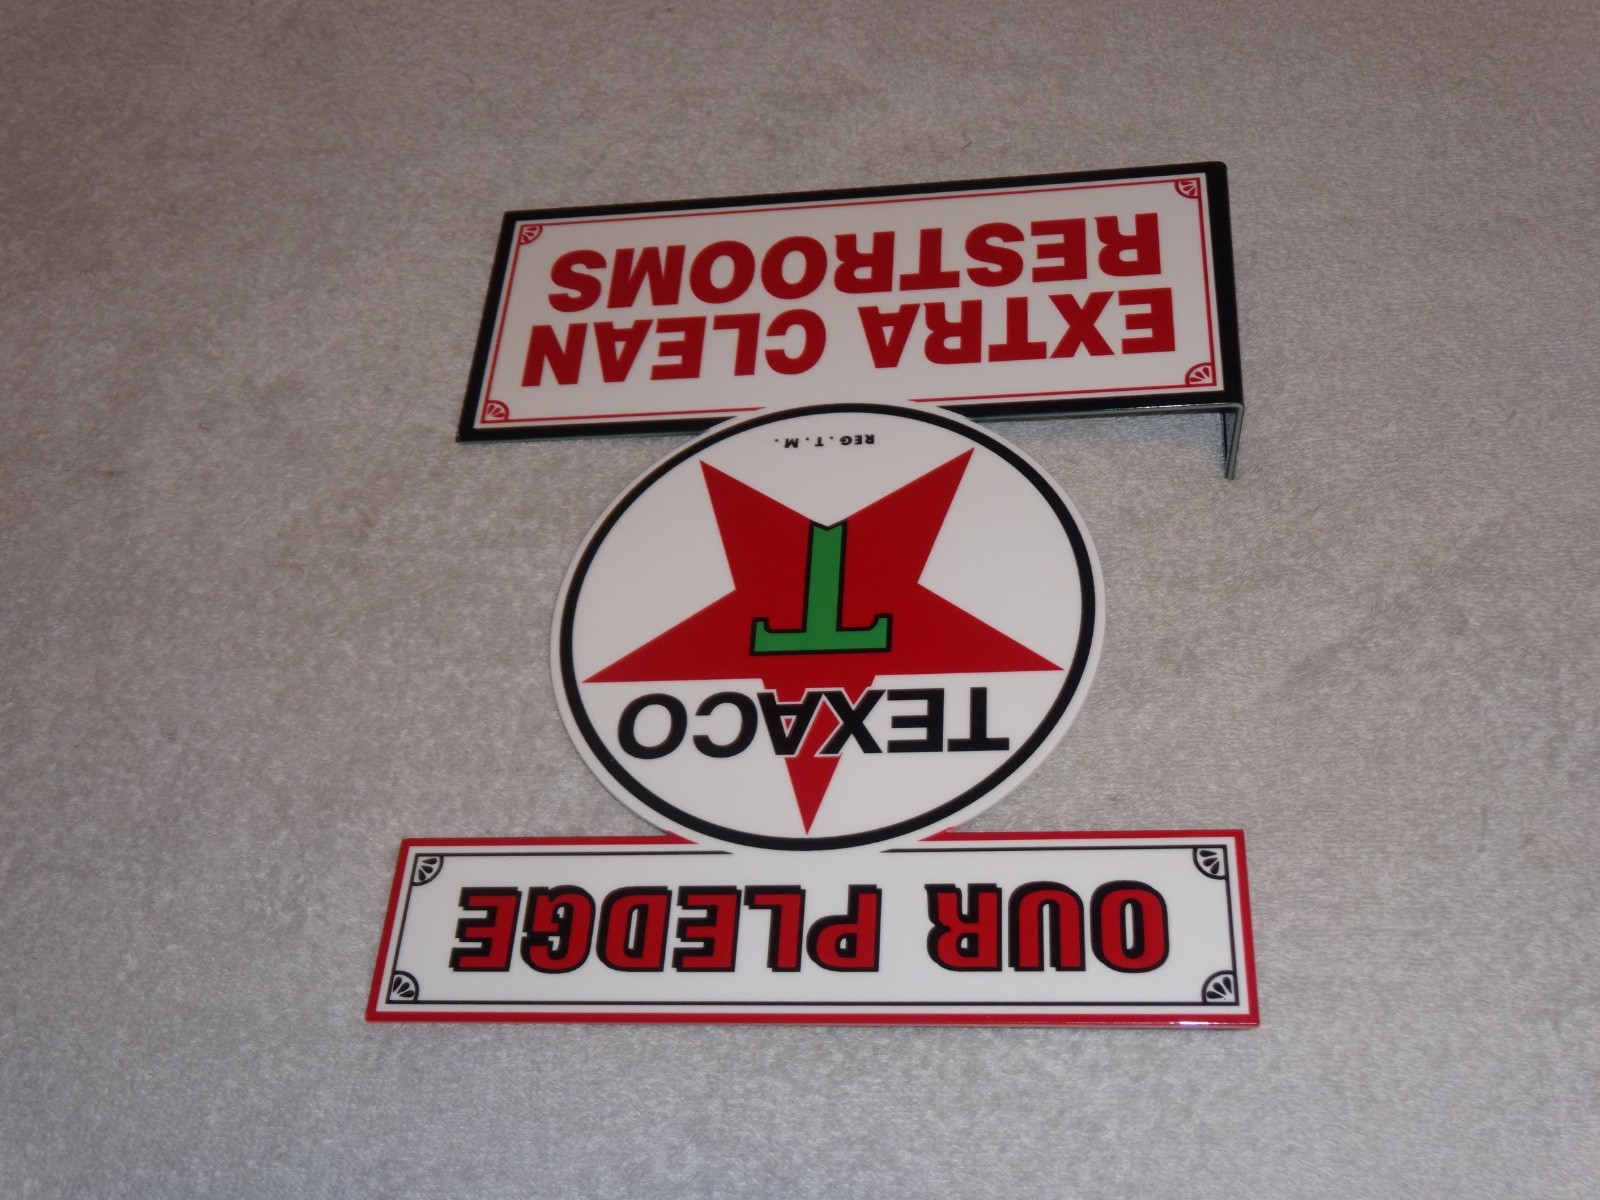 OUR PLEDGE
TEXACO
T
REG. T. M.
EXTRA CLEAN
RESTROOMS